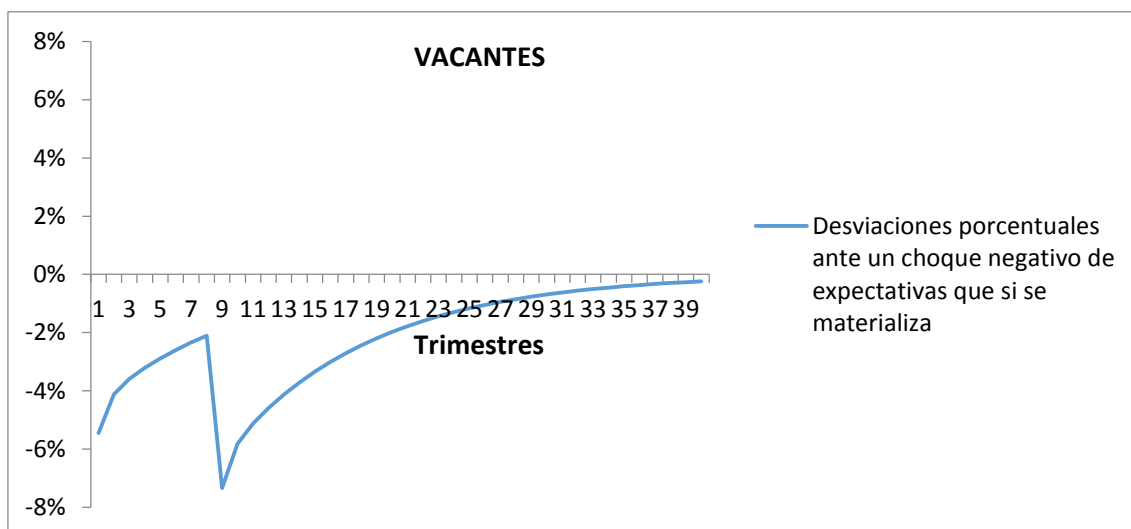 VACANTES
8%
6%
4%
2%
0%
-2%
-4%
-6%
-8%
1 3 5 7 9 11 13 15 17 19 21 23 25 27 29 31 33 35 37 39
Trimestres
Desviaciones porcentuales
ante un choque negativo de
expectativas que si se
materializa